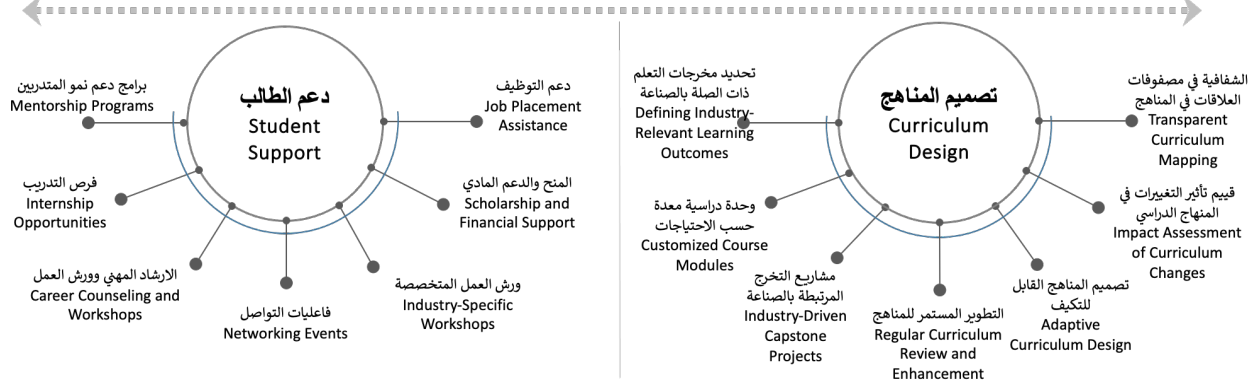 دعم الطالب
Student
Support
برامج دعم نمو المتدربين
Mentorship Programs
فرص التدريب
Internship
Opportunities
الارشاد المهني وورش العمل
Career Counseling and
Workshops
فاعليات التواصل
Networking Events
ورش العمل المتخصصة
Industry-Specific
Workshops
المنح والدعم المادي
Scholarship and
Financial Support
دعم التوظيف
Job Placement
Assistance
تصميم المناهج
Curriculum
Design
تحديد مخرجات التعلم
ذات الصلة بالصناعة
Defining Industry-
Relevant Learning
Outcomes
وحدة دراسية معدة
حسب الاحتياجات
Customized Course
Modules
مشاريع التخرج
المرتبطة بالصناعة
Industry-Driven
Capstone
Projects
التطوير المستمر للمناهج
Regular Curriculum
Review and
Enhancement
تصميم المناهج القابل
للتكيف
Adaptive
Curriculum Design
قييم تأثير التغييرات في
المنهاج الدراسي
Impact Assessment
of Curriculum
Changes
الشفافية في مصفوفات
العلاقات في المناهج
Transparent
Curriculum
Mapping